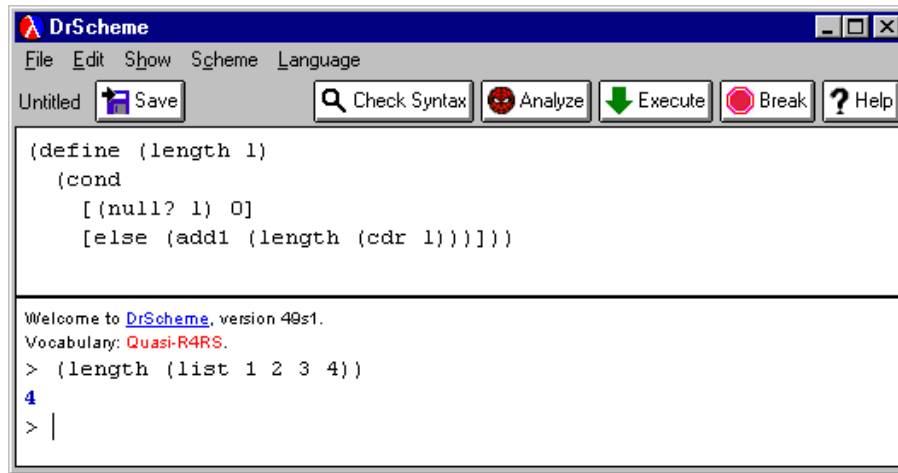 DrScheme
File Edit Show Scheme Language
Untitled Save Check Syntax Analyze Execute Break Help
(define (length l)
  (cond
    [(null? l) 0]
    [else (add1 (length (cdr l)))]))
Welcome to DrScheme, version 49s1.
Vocabulary: Quasi-R4RS.
> (length (list 1 2 3 4))
4
>